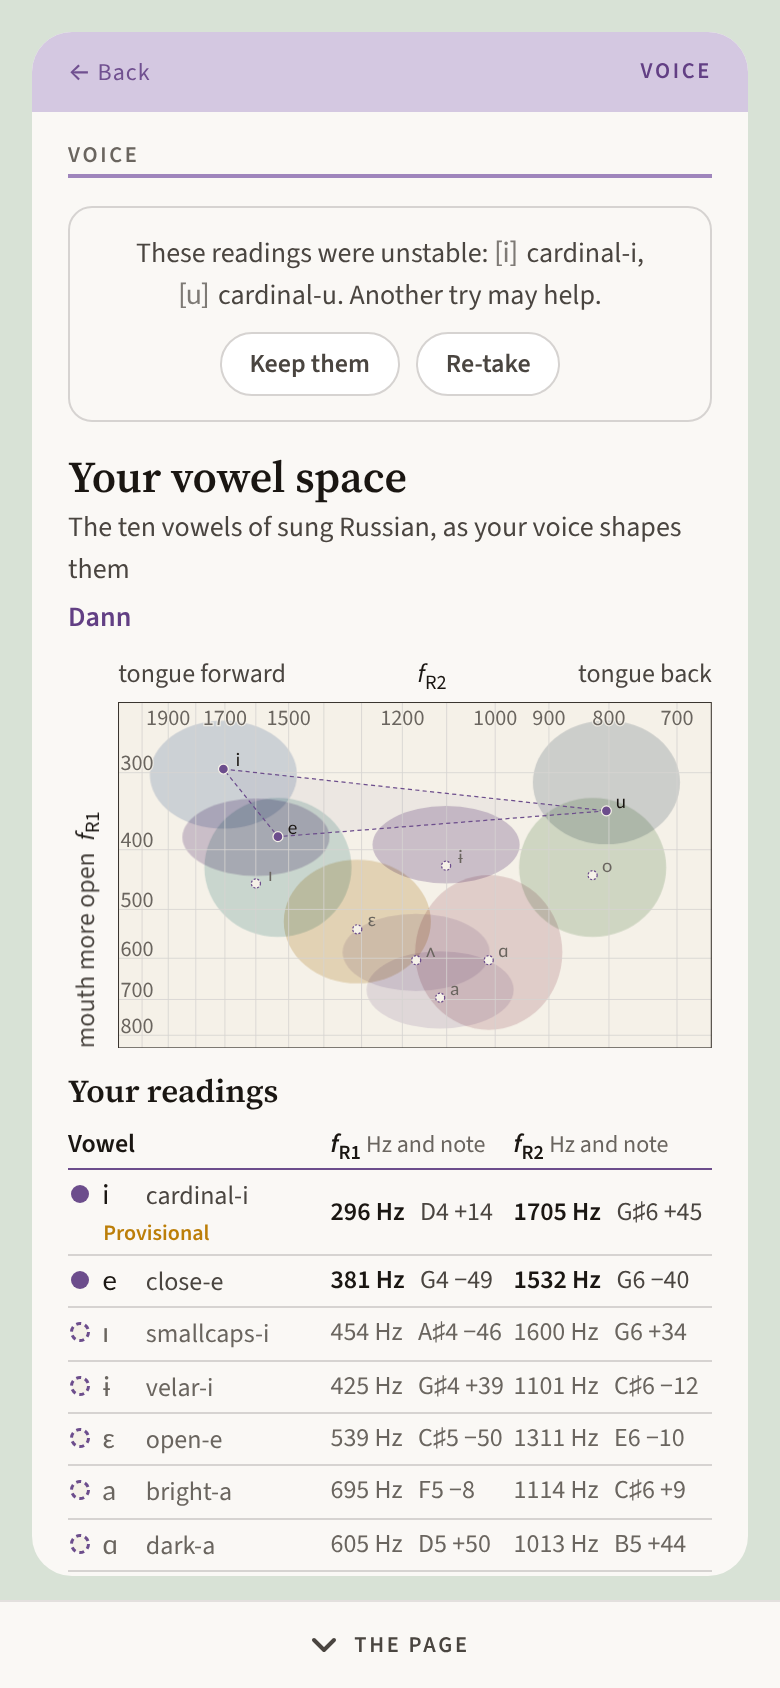 ← Back
VOICE
VOICE
These readings were unstable: [i] cardinal-i,
[u] cardinal-u. Another try may help.
Keep them
Re-take
Your vowel space
The ten vowels of sung Russian, as your voice shapes
them
Dann
tongue forward fR2 tongue back
1900 1700 1500 1200 1000 900 800 700
mouth more open fR1
300
400
500
600
700
800
i
u
e
ɨ
ɪ
o
ɛ
ʌ
ɑ
a
Your readings
Vowel fR1 Hz and note fR2 Hz and note
i cardinal-i 296 Hz D4 +14 1705 Hz G♯6 +45
Provisional
e close-e 381 Hz G4 −49 1532 Hz G6 −40
ɪ smallcaps-i 454 Hz A♯4 −46 1600 Hz G6 +34
ɨ velar-i 425 Hz G♯4 +39 1101 Hz C♯6 −12
ɛ open-e 539 Hz C♯5 −50 1311 Hz E6 −10
a bright-a 695 Hz F5 −8 1114 Hz C♯6 +9
ɑ dark-a 605 Hz D5 +50 1013 Hz B5 +44
THE PAGE